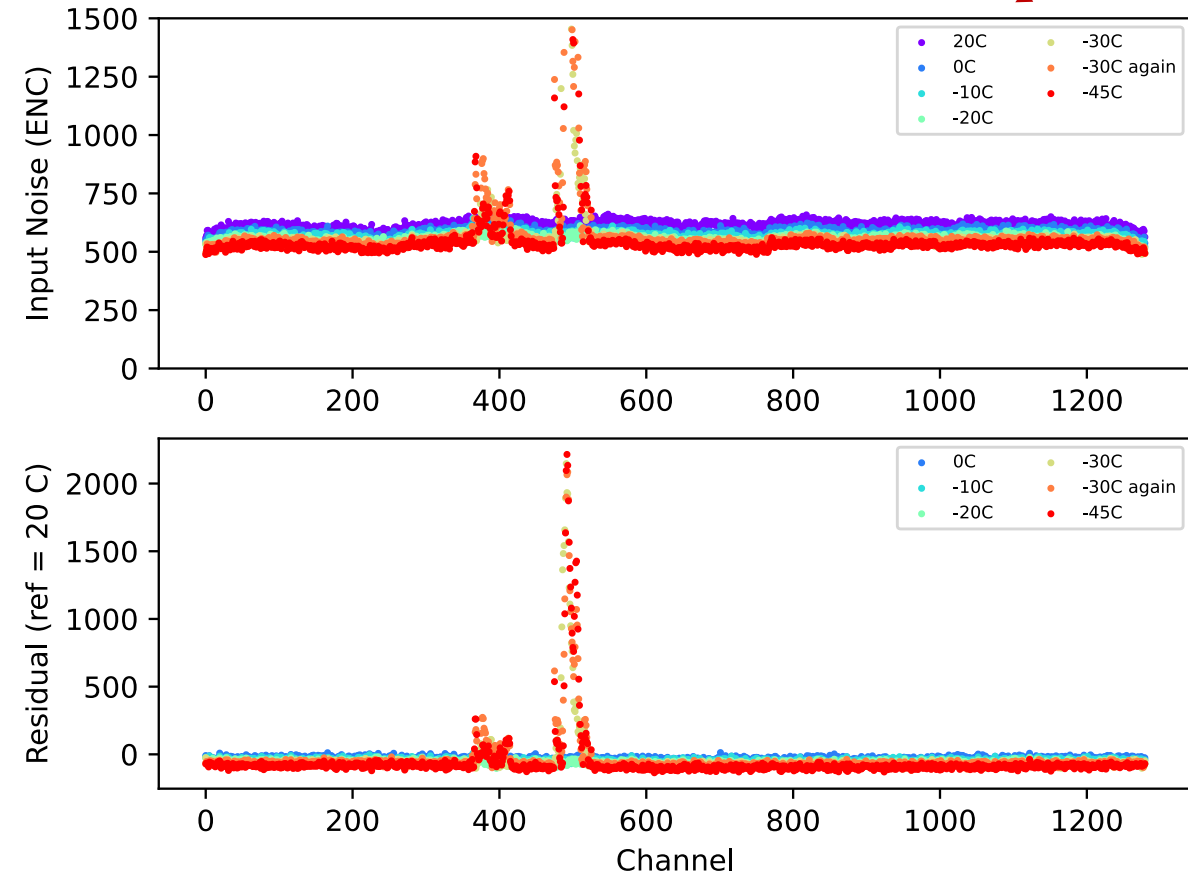 1500
1250
1000
750
500
250
0
Input Noise (ENC)
20C
0C
-10C
-20C
-30C
-30C again
-45C
0 200 400 600 800 1000 1200
2000
1500
1000
500
0
Residual (ref = 20 C)
0C
-10C
-20C
-30C
-30C again
-45C
0 200 400 600 800 1000 1200
Channel